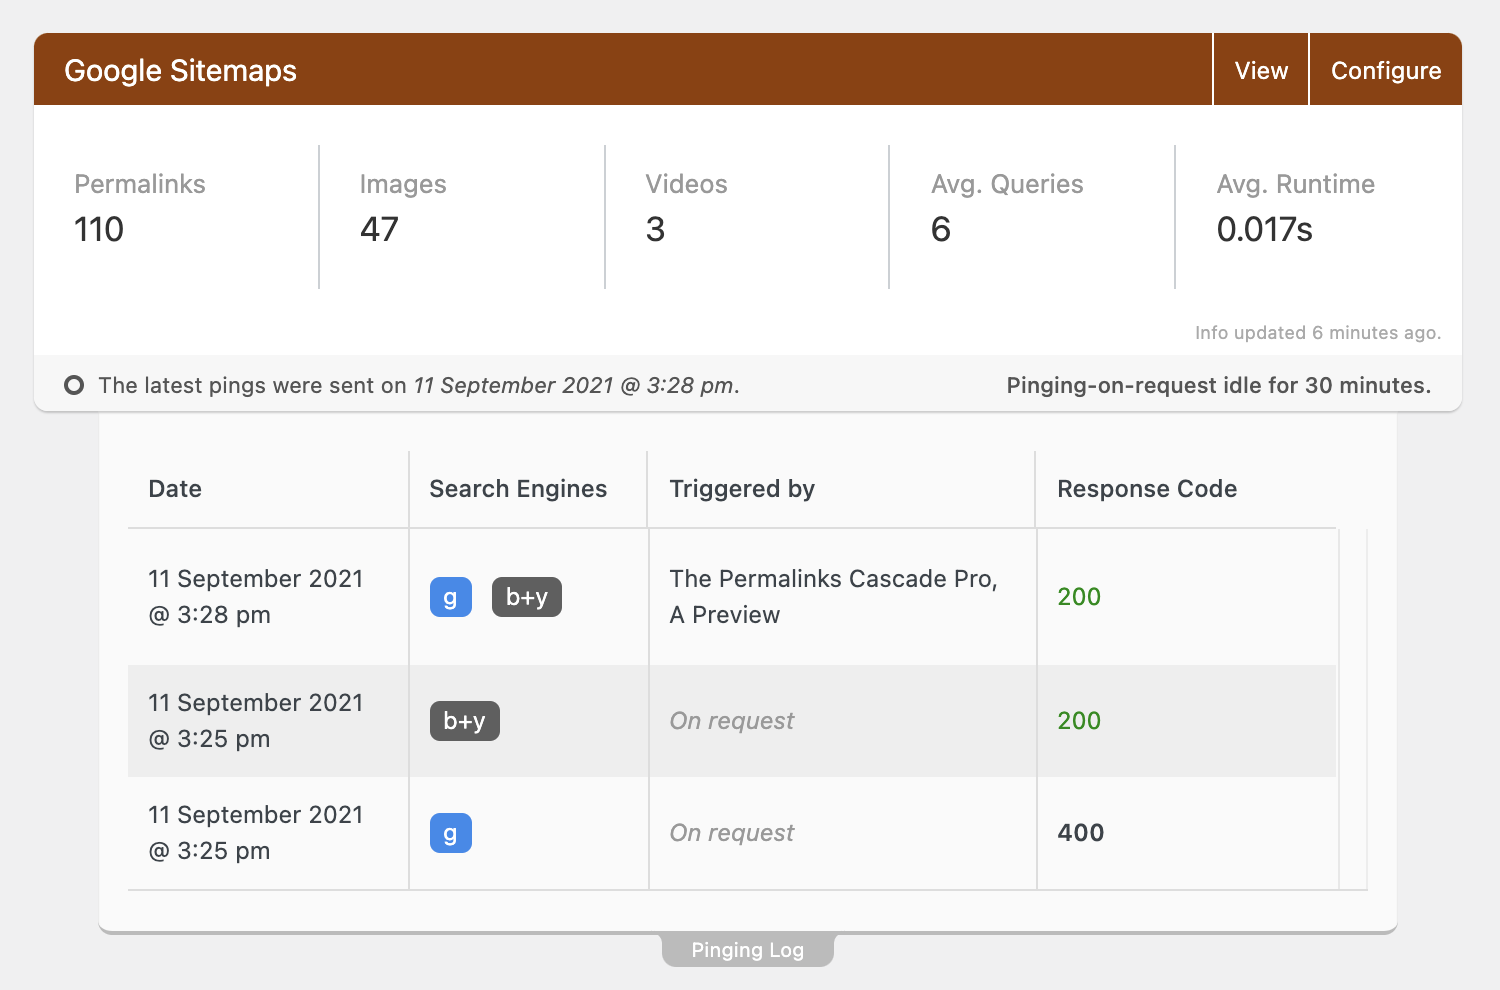 Google Sitemaps
View
Configure
Permalinks
110
Images
47
Videos
3
Avg. Queries
6
Avg. Runtime
0.017s
Info updated 6 minutes ago.
The latest pings were sent on 11 September 2021 @ 3:28 pm.
Pinging-on-request idle for 30 minutes.
Date
Search Engines
Triggered by
Response Code
11 September 2021
@ 3:28 pm
g
b+y
The Permalinks Cascade Pro,
A Preview
200
11 September 2021
@ 3:25 pm
b+y
On request
200
11 September 2021
@ 3:25 pm
g
On request
400
Pinging Log